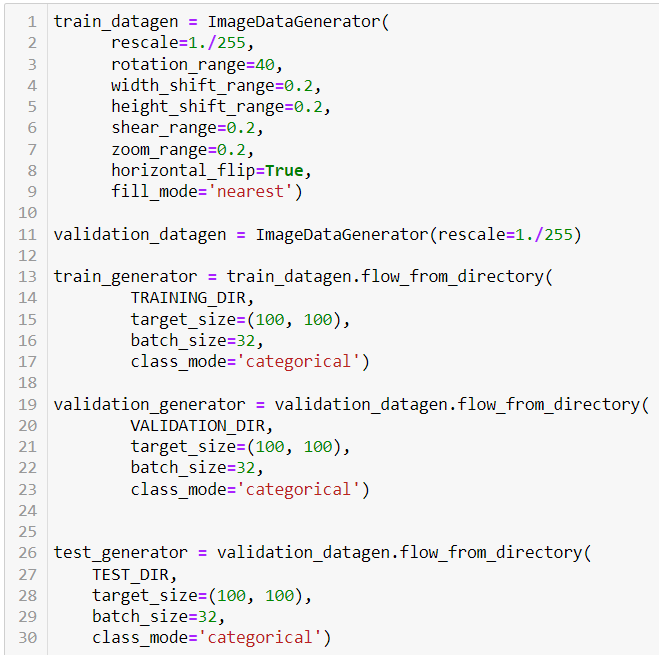 1 train_datagen = ImageDataGenerator(
2 rescale=1./255,
3 rotation_range=40,
4 width_shift_range=0.2,
5 height_shift_range=0.2,
6 shear_range=0.2,
7 zoom_range=0.2,
8 horizontal_flip=True,
9 fill_mode='nearest')
10
11 validation_datagen = ImageDataGenerator(rescale=1./255)
12
13 train_generator = train_datagen.flow_from_directory(
14 TRAINING_DIR,
15 target_size=(100, 100),
16 batch_size=32,
17 class_mode='categorical')
18
19 validation_generator = validation_datagen.flow_from_directory(
20 VALIDATION_DIR,
21 target_size=(100, 100),
22 batch_size=32,
23 class_mode='categorical')
24
25
26 test_generator = validation_datagen.flow_from_directory(
27 TEST_DIR,
28 target_size=(100, 100),
29 batch_size=32,
30 class_mode='categorical')